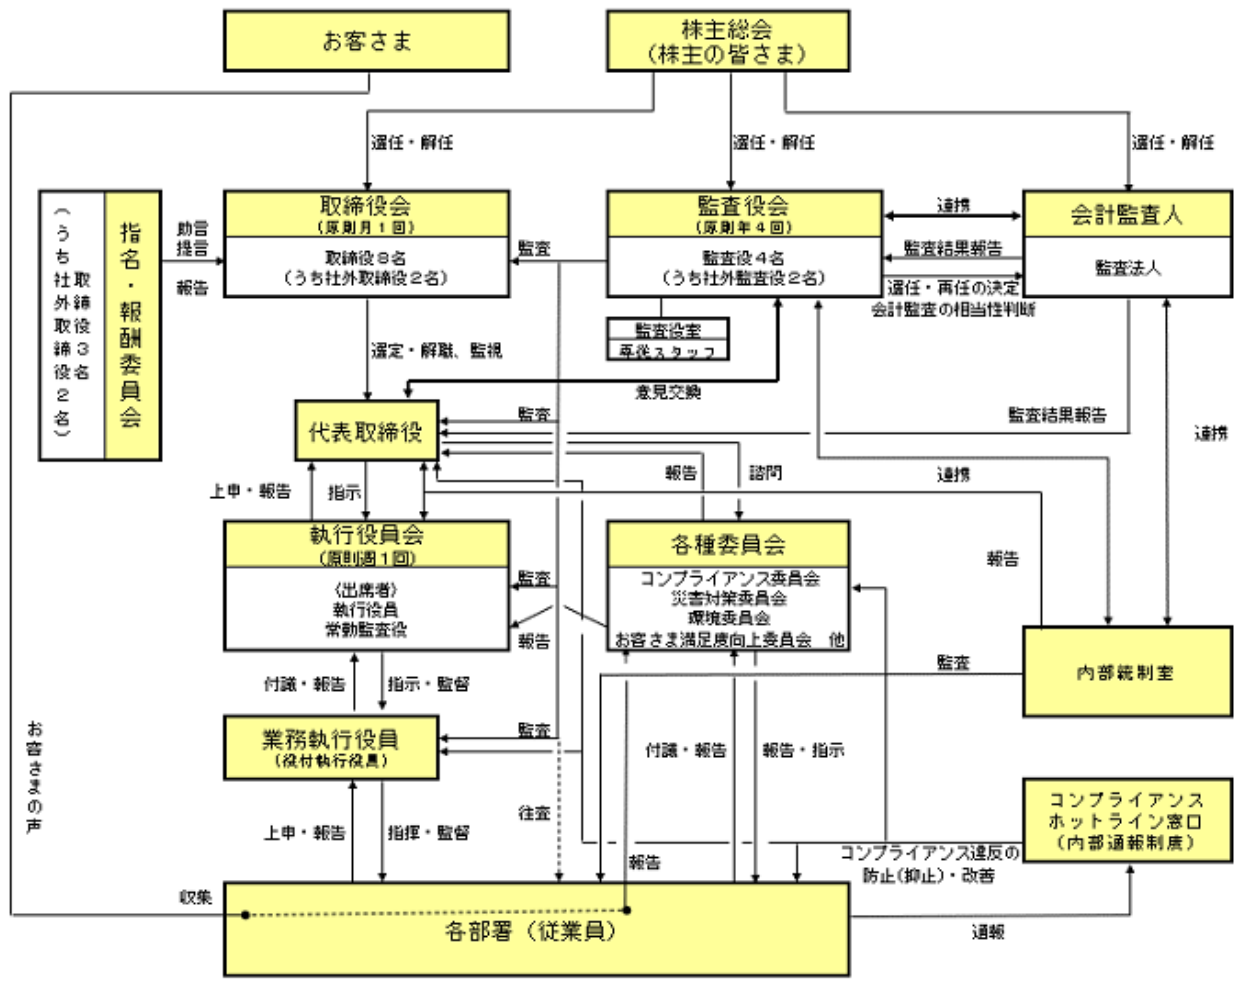 お客さま
株主総会
(株主の皆さま)
選任・解任
選任・解任
選任・解任
指名・報酬委員会
取締役3名
(うち社外取締役2名)
助言
提言
報告
取締役会
(原則月1回)
取締役8名
(うち社外取締役2名)
監査
監査役会
(原則年4回)
監査役4名
(うち社外監査役2名)
監査役室
専従スタッフ
連携
監査結果報告
選任・再任の決定
会計監査の相当性判断
会計監査人
監査法人
選定・解職、監視
意見交換
代表取締役
監査
監査結果報告
連携
連携
報告
諮問
上申・報告
指示
執行役員会
(原則週1回)
〈出席者〉
執行役員
常勤監査役
監査
報告
各種委員会
コンプライアンス委員会
災害対策委員会
環境委員会
お客さま満足度向上委員会 他
報告
内部統制室
監査
付議・報告
指示・監督
業務執行役員
(役付執行役員)
監査
往査
付議・報告
報告・指示
上申・報告
指揮・監督
お客さまの声
報告
コンプライアンス
ホットライン窓口
(内部通報制度)
コンプライアンス違反の
防止(抑止)・改善
収集
各部署(従業員)
通報